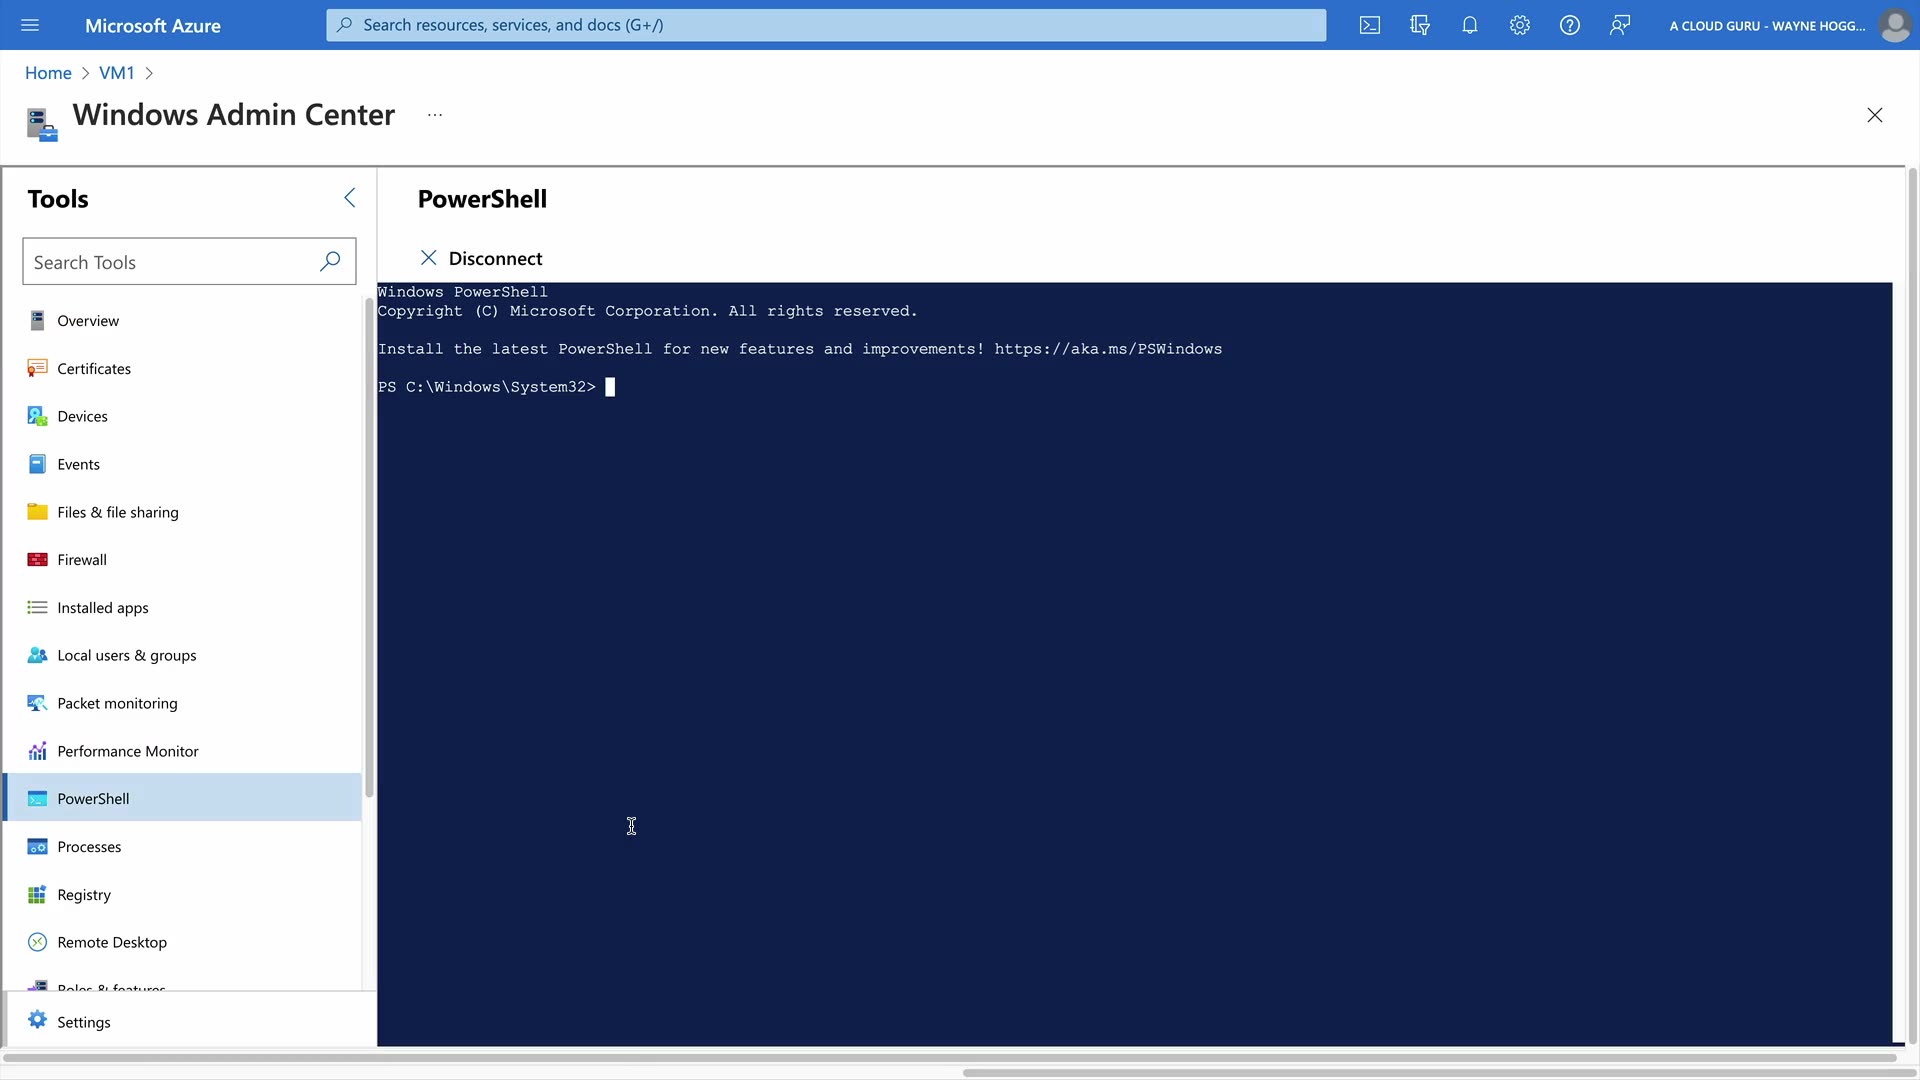 Microsoft Azure
Search resources, services, and docs (G+/)
A CLOUD GURU - WAYNE HOGG...
Home > VM1 >
Windows Admin Center ...
Tools
Search Tools
Overview
Certificates
Devices
Events
Files & file sharing
Firewall
Installed apps
Local users & groups
Packet monitoring
Performance Monitor
PowerShell
Processes
Registry
Remote Desktop
Roles & features
Settings
PowerShell
Disconnect
Windows PowerShell
Copyright (C) Microsoft Corporation. All rights reserved.
Install the latest PowerShell for new features and improvements! https://aka.ms/PSWindows
PS C:\Windows\System32>